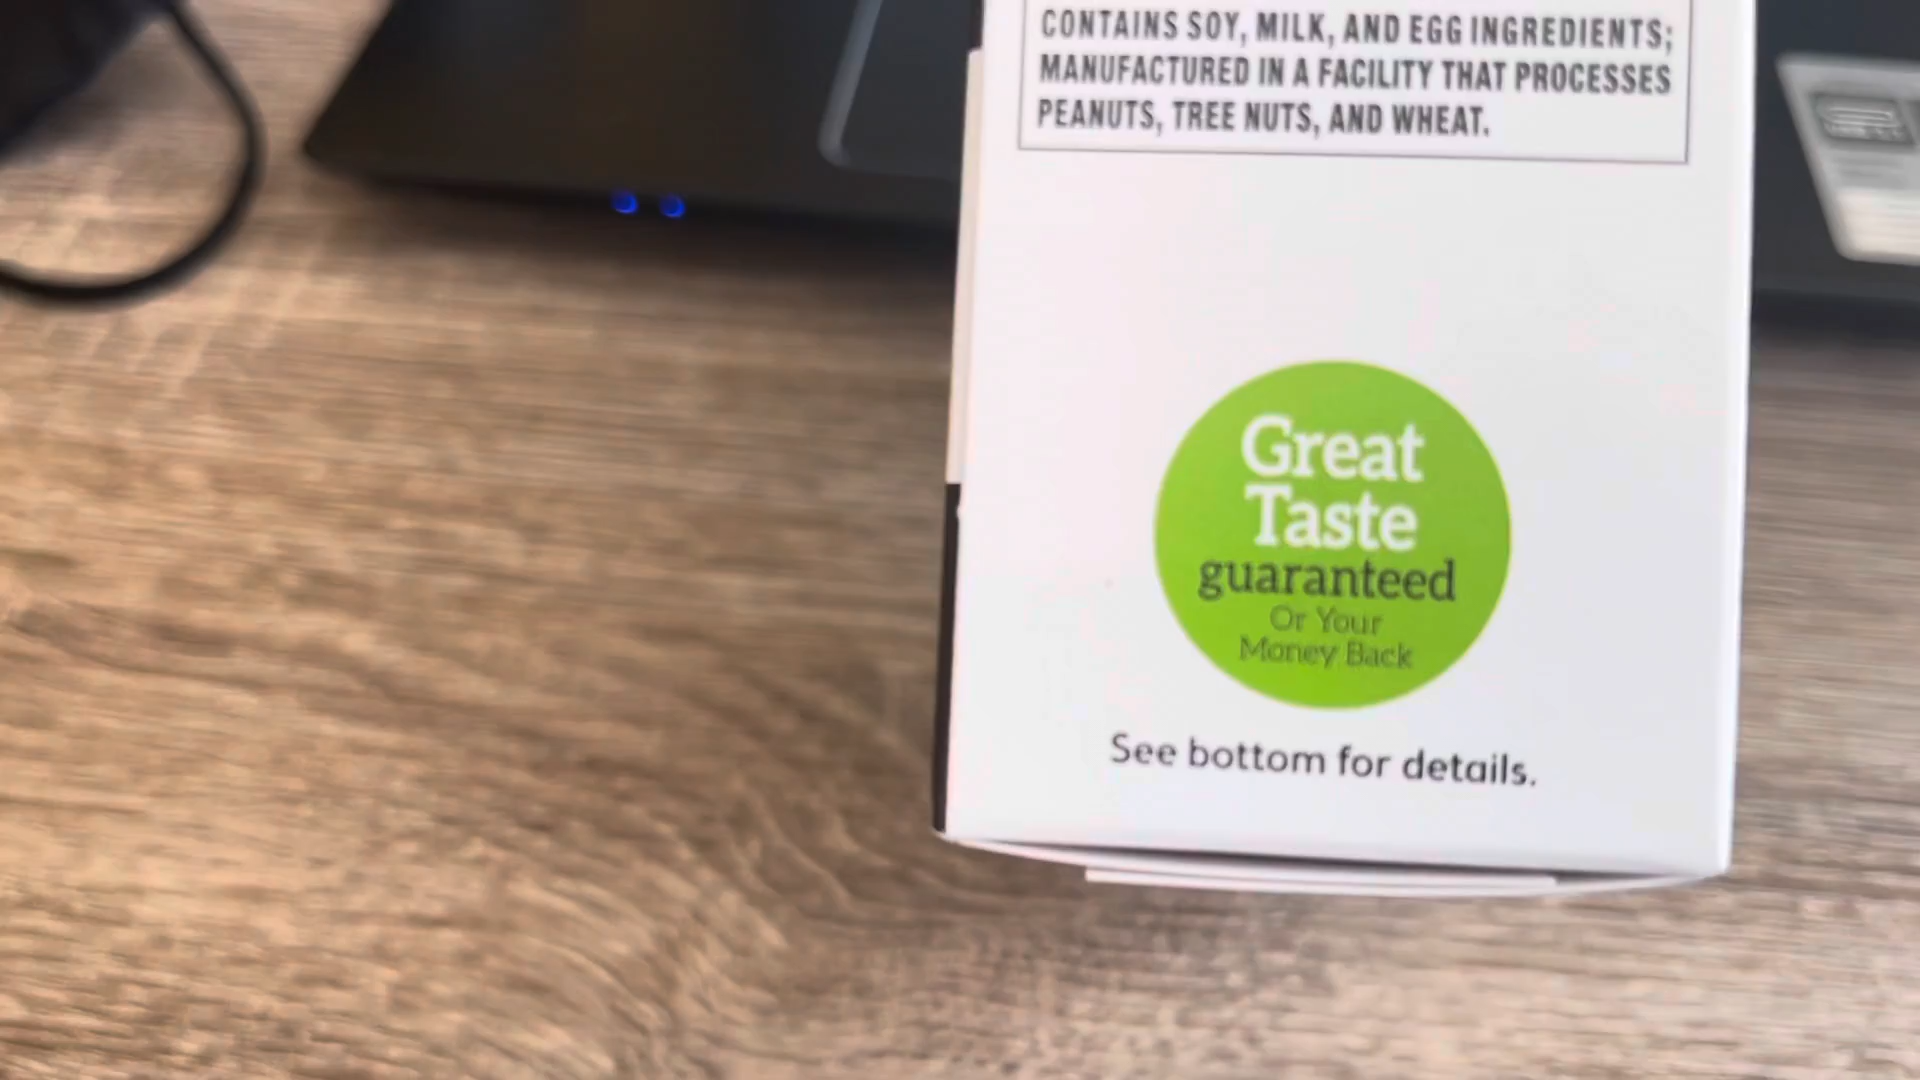 CONTAINS SOY, MILK, AND EGG INGREDIENTS;
MANUFACTURED IN A FACILITY THAT PROCESSES
PEANUTS, TREE NUTS, AND WHEAT.
Great
Taste
guaranteed
Or Your
Money Back
See bottom for details.